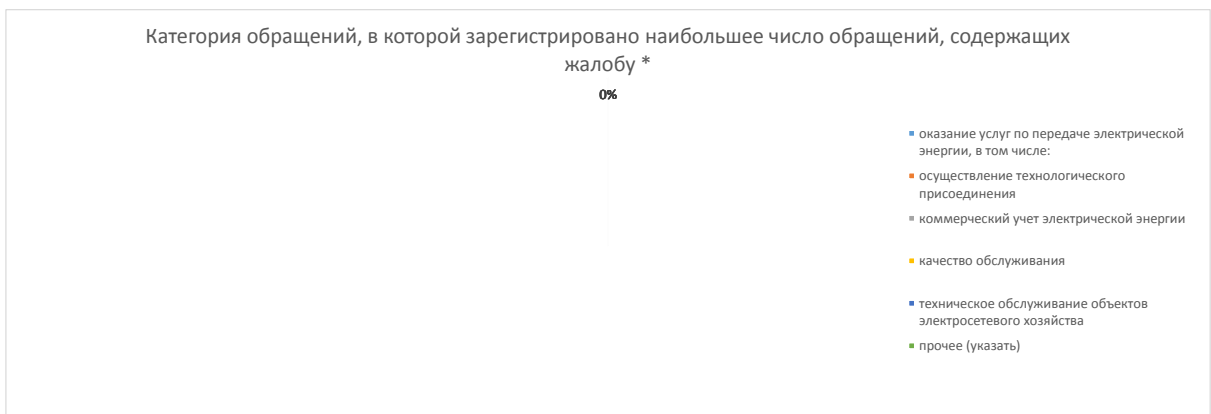 Категория обращений, в которой зарегистрировано наибольшее число обращений, содержащих
жалобу *
0%
оказание услуг по передаче электрической
энергии, в том числе:
осуществление технологического
присоединения
коммерческий учет электрической энергии
качество обслуживания
техническое обслуживание объектов
электросетевого хозяйства
прочее (указать)